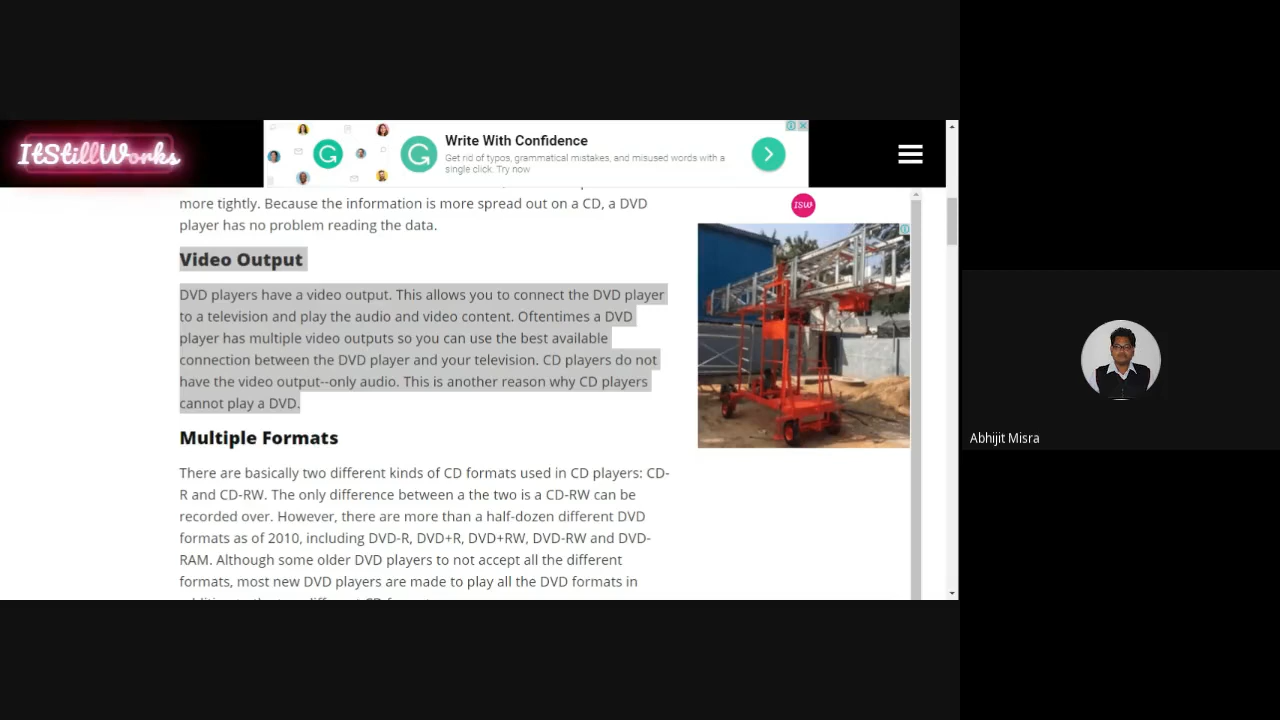 ItStillWorks
Write With Confidence
Get rid of typos, grammatical mistakes, and misused words with a
single click. Try now
more tightly. Because the information is more spread out on a CD, a DVD
player has no problem reading the data.
ISW
Video Output
DVD players have a video output. This allows you to connect the DVD player
to a television and play the audio and video content. Oftentimes a DVD
player has multiple video outputs so you can use the best available
connection between the DVD player and your television. CD players do not
have the video output--only audio. This is another reason why CD players
cannot play a DVD.
Multiple Formats
There are basically two different kinds of CD formats used in CD players: CD-
R and CD-RW. The only difference between a the two is a CD-RW can be
recorded over. However, there are more than a half-dozen different DVD
formats as of 2010, including DVD-R, DVD+R, DVD+RW, DVD-RW and DVD-
RAM. Although some older DVD players to not accept all the different
formats, most new DVD players are made to play all the DVD formats in
Abhijit Misra